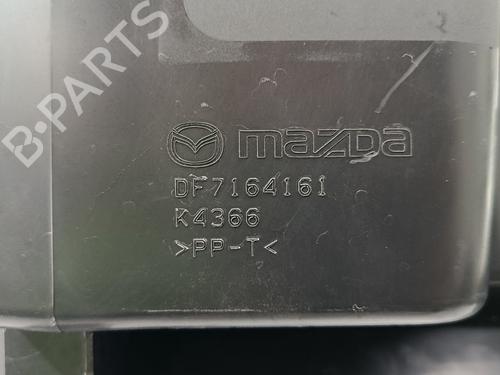 B-PARTS
mazda
DF7164161
K4366
>PP-T<